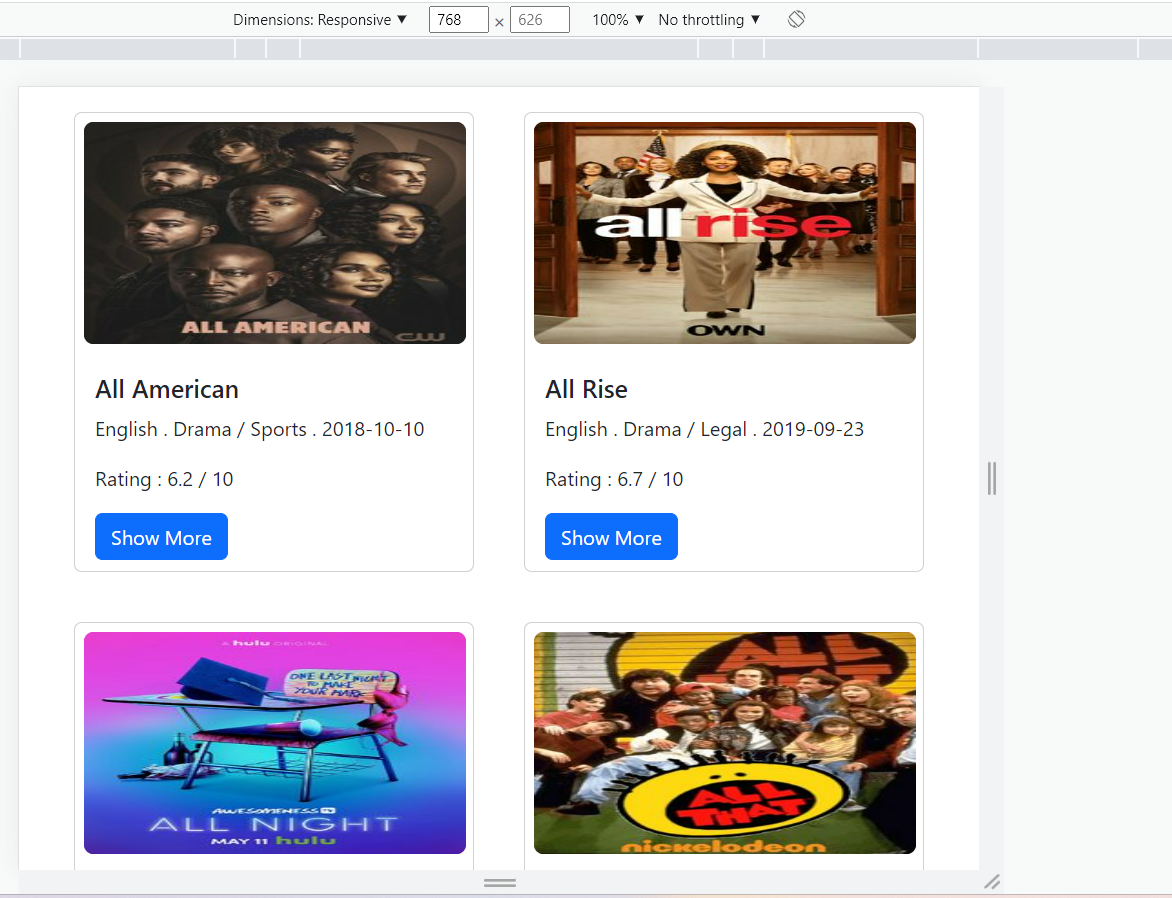 Dimensions: Responsive ▼ 768 × 626 100% ▼ No throttling ▼
ALL AMERICAN
CW
all rise
OWN
All American
English . Drama / Sports . 2018-10-10
Rating : 6.2 / 10
Show More
All Rise
English . Drama / Legal . 2019-09-23
Rating : 6.7 / 10
Show More
A hulu ORIGINAL
ONE LAST NIGHT
TO MAKE
YOUR MARK
AWESOMENESS TV
ALL NIGHT
MAY 11 hulu
ALL
ALL
THAT
nickelodeon